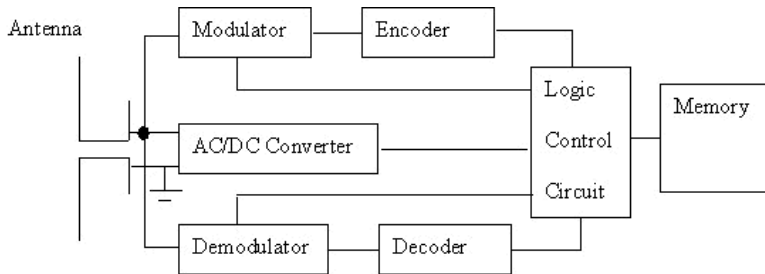 Antenna
Modulator
Encoder
Logic
Control
Circuit
Memory
AC/DC Converter
Demodulator
Decoder